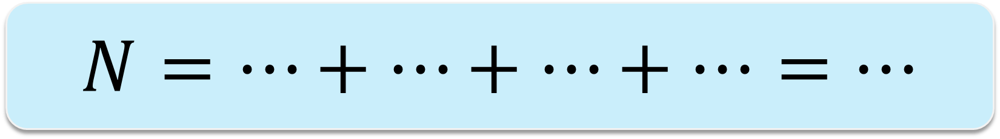 N = ⋯ + ⋯ + ⋯ + ⋯ = ⋯